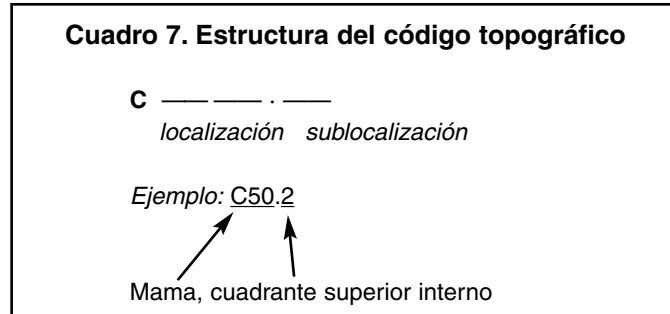 Cuadro 7. Estructura del código topográfico
C —— —— . ——
localización sublocalización
Ejemplo: C50.2
Mama, cuadrante superior interno